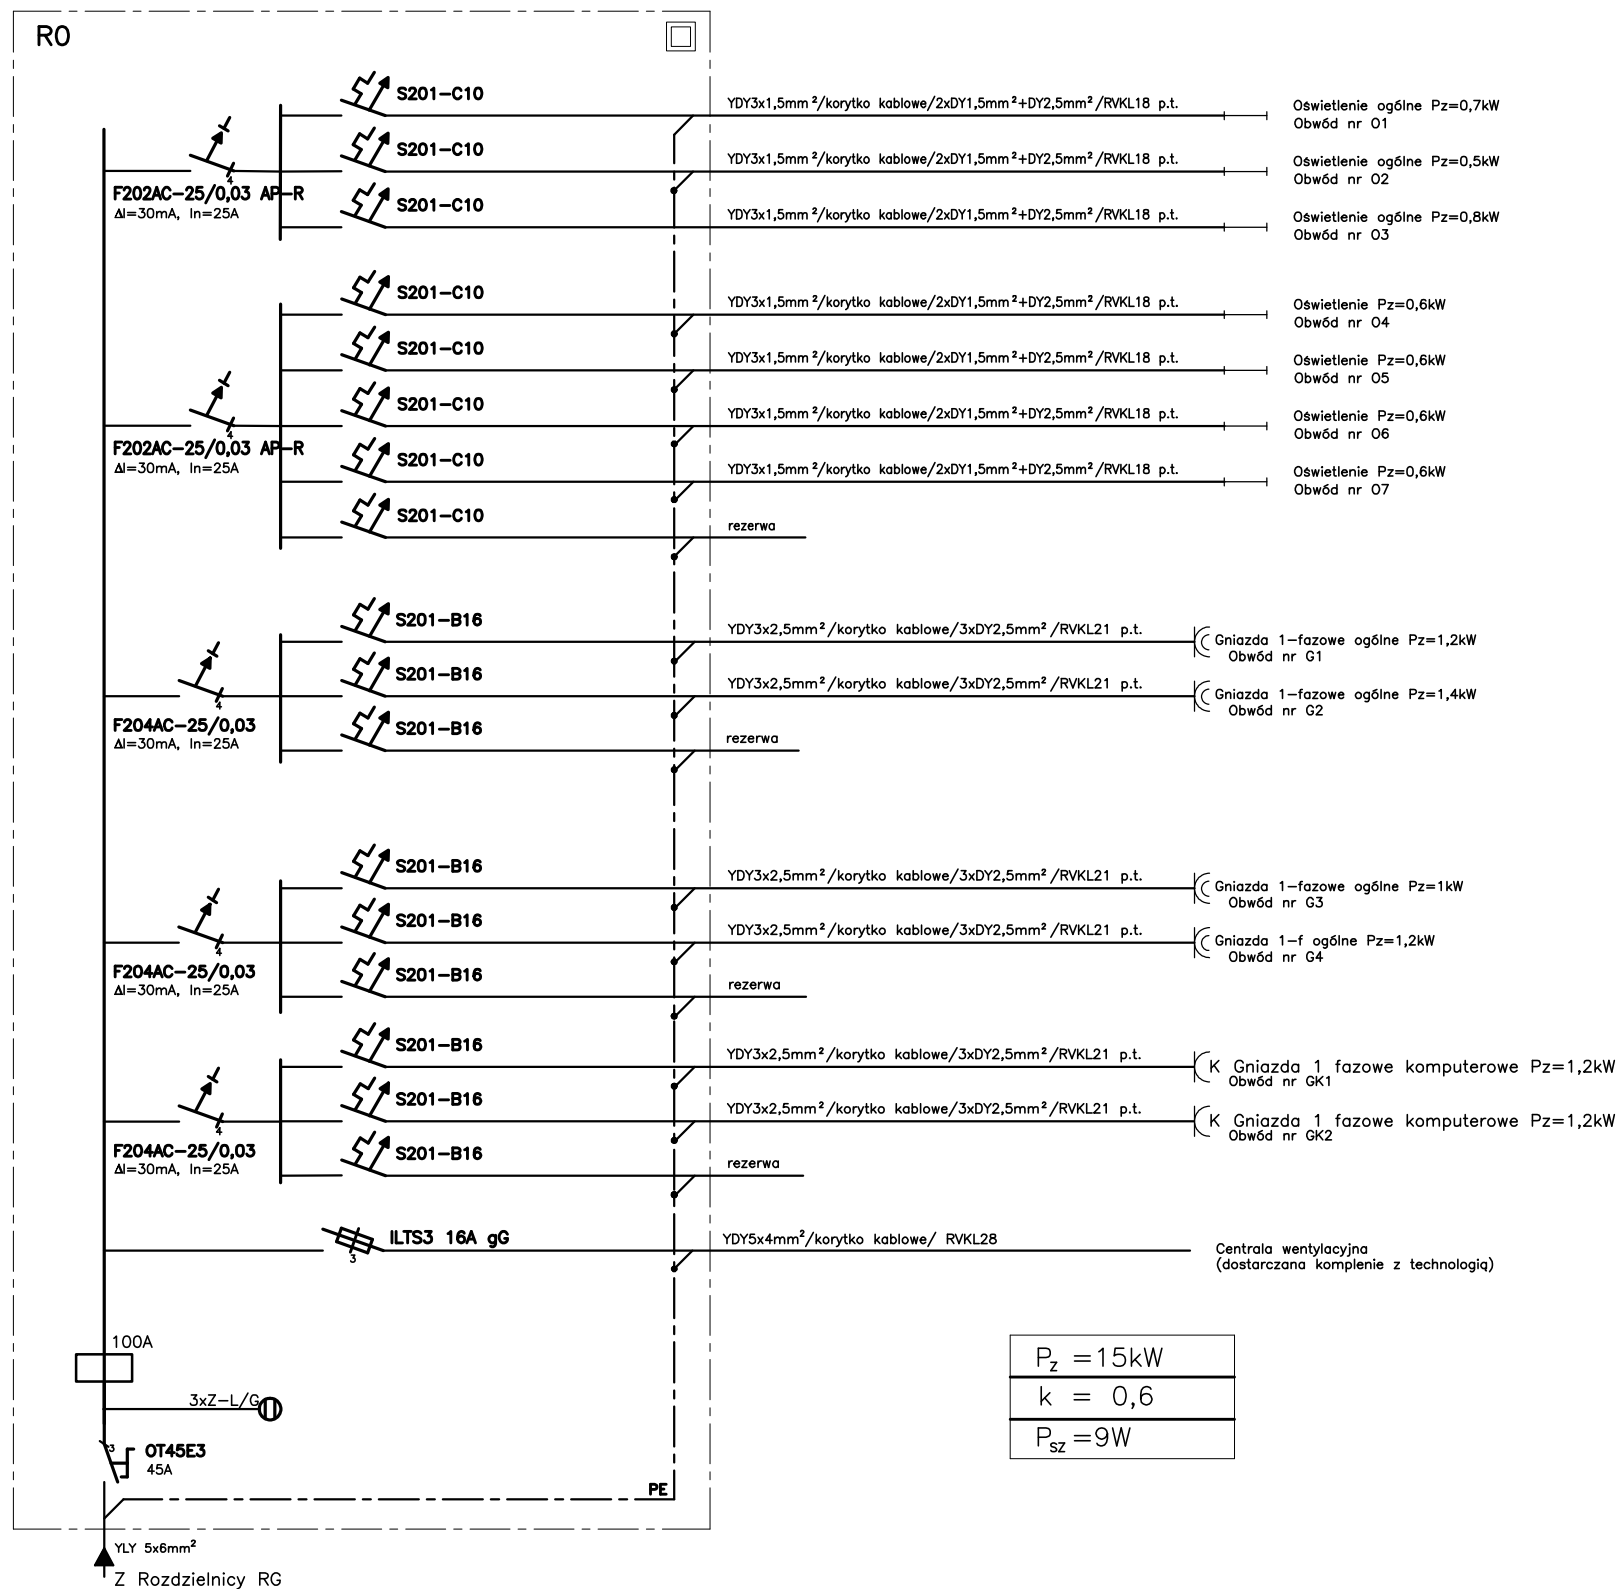 R0
S201-C10
YDY3x1,5mm²/korytko kablowe/2xDY1,5mm²+DY2,5mm²/RVKL18 p.t.
Oświetlenie ogólne Pz=0,7kW
Obwód nr O1
S201-C10
YDY3x1,5mm²/korytko kablowe/2xDY1,5mm²+DY2,5mm²/RVKL18 p.t.
Oświetlenie ogólne Pz=0,5kW
Obwód nr O2
4
F202AC-25/0,03 AP-R
ΔI=30mA, In=25A
S201-C10
YDY3x1,5mm²/korytko kablowe/2xDY1,5mm²+DY2,5mm²/RVKL18 p.t.
Oświetlenie ogólne Pz=0,8kW
Obwód nr O3
S201-C10
YDY3x1,5mm²/korytko kablowe/2xDY1,5mm²+DY2,5mm²/RVKL18 p.t.
Oświetlenie Pz=0,6kW
Obwód nr O4
S201-C10
YDY3x1,5mm²/korytko kablowe/2xDY1,5mm²+DY2,5mm²/RVKL18 p.t.
Oświetlenie Pz=0,6kW
Obwód nr O5
S201-C10
YDY3x1,5mm²/korytko kablowe/2xDY1,5mm²+DY2,5mm²/RVKL18 p.t.
Oświetlenie Pz=0,6kW
Obwód nr O6
4
F202AC-25/0,03 AP-R
ΔI=30mA, In=25A
S201-C10
YDY3x1,5mm²/korytko kablowe/2xDY1,5mm²+DY2,5mm²/RVKL18 p.t.
Oświetlenie Pz=0,6kW
Obwód nr O7
S201-C10
rezerwa
S201-B16
YDY3x2,5mm²/korytko kablowe/3xDY2,5mm²/RVKL21 p.t.
Gniazda 1-fazowe ogólne Pz=1,2kW
Obwód nr G1
S201-B16
YDY3x2,5mm²/korytko kablowe/3xDY2,5mm²/RVKL21 p.t.
Gniazda 1-fazowe ogólne Pz=1,4kW
Obwód nr G2
4
F204AC-25/0,03
ΔI=30mA, In=25A
S201-B16
rezerwa
S201-B16
YDY3x2,5mm²/korytko kablowe/3xDY2,5mm²/RVKL21 p.t.
Gniazda 1-fazowe ogólne Pz=1kW
Obwód nr G3
S201-B16
YDY3x2,5mm²/korytko kablowe/3xDY2,5mm²/RVKL21 p.t.
Gniazda 1-f ogólne Pz=1,2kW
Obwód nr G4
4
F204AC-25/0,03
ΔI=30mA, In=25A
S201-B16
rezerwa
S201-B16
YDY3x2,5mm²/korytko kablowe/3xDY2,5mm²/RVKL21 p.t.
K Gniazda 1 fazowe komputerowe Pz=1,2kW
Obwód nr GK1
S201-B16
YDY3x2,5mm²/korytko kablowe/3xDY2,5mm²/RVKL21 p.t.
K Gniazda 1 fazowe komputerowe Pz=1,2kW
Obwód nr GK2
4
F204AC-25/0,03
ΔI=30mA, In=25A
S201-B16
rezerwa
ILTS3 16A gG
3
YDY5x4mm²/korytko kablowe/ RVKL28
Centrala wentylacyjna
(dostarczana komplenie z technologią)
100A
3xZ-L/G
3
OT45E3
45A
Pz =15kW
k = 0,6
Psz =9W
PE
YLY 5x6mm²
Z Rozdzielnicy RG